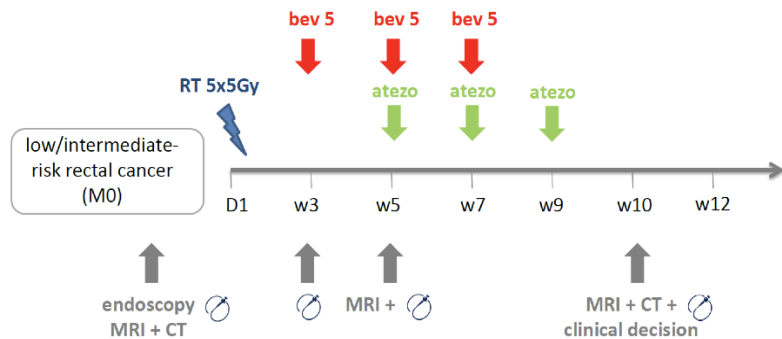 bev 5 bev 5 bev 5
RT 5x5Gy
atezo atezo atezo
low/intermediate-
risk rectal cancer
(M0)
D1 w3 w5 w7 w9 w10 w12
endoscopy
MRI + CT
MRI +
MRI + CT +
clinical decision